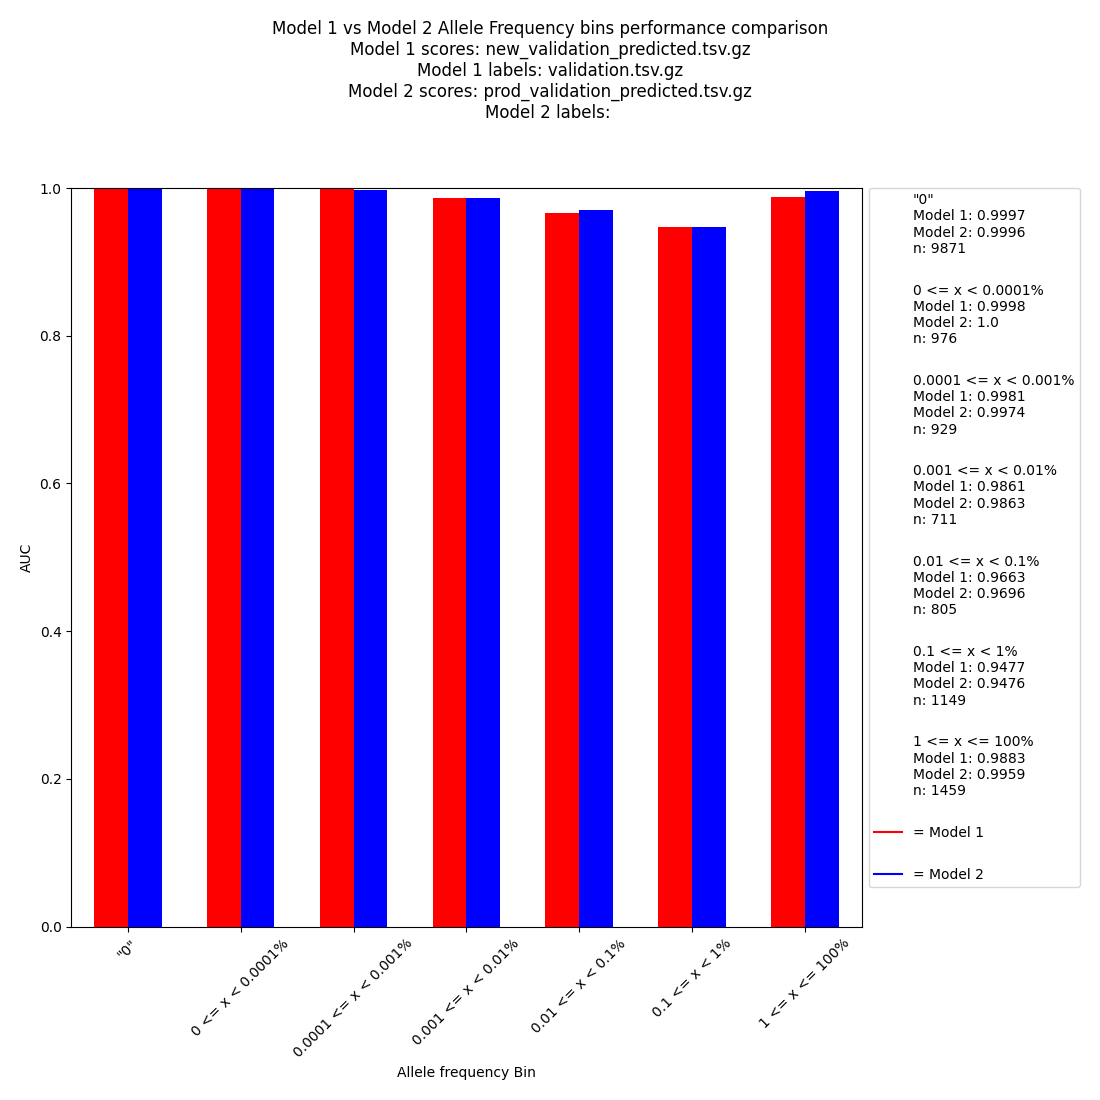 Model 1 vs Model 2 Allele Frequency bins performance comparison
Model 1 scores: new_validation_predicted.tsv.gz
Model 1 labels: validation.tsv.gz
Model 2 scores: prod_validation_predicted.tsv.gz
Model 2 labels:
1.0
0.8
0.6
0.4
0.2
0.0
AUC
"0"
0 <= x < 0.0001%
0.0001 <= x < 0.001%
0.001 <= x < 0.01%
0.01 <= x < 0.1%
0.1 <= x < 1%
1 <= x <= 100%
Allele frequency Bin
"0"
Model 1: 0.9997
Model 2: 0.9996
n: 9871
0 <= x < 0.0001%
Model 1: 0.9998
Model 2: 1.0
n: 976
0.0001 <= x < 0.001%
Model 1: 0.9981
Model 2: 0.9974
n: 929
0.001 <= x < 0.01%
Model 1: 0.9861
Model 2: 0.9863
n: 711
0.01 <= x < 0.1%
Model 1: 0.9663
Model 2: 0.9696
n: 805
0.1 <= x < 1%
Model 1: 0.9477
Model 2: 0.9476
n: 1149
1 <= x <= 100%
Model 1: 0.9883
Model 2: 0.9959
n: 1459
= Model 1
= Model 2